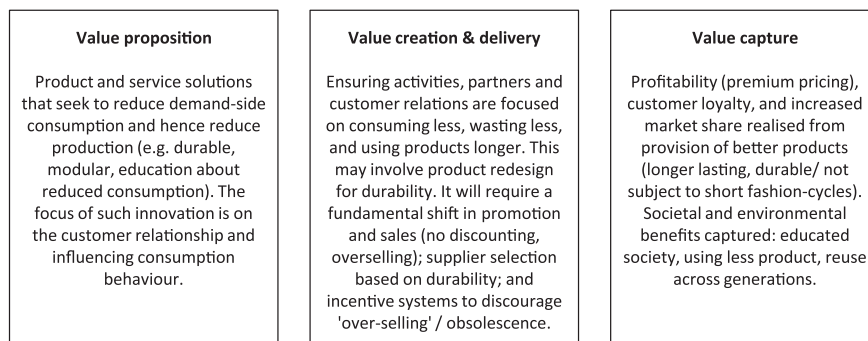 Value proposition
Product and service solutions
that seek to reduce demand-side
consumption and hence reduce
production (e.g. durable,
modular, education about
reduced consumption). The
focus of such innovation is on
the customer relationship and
influencing consumption
behaviour.
Value creation & delivery
Ensuring activities, partners and
customer relations are focused
on consuming less, wasting less,
and using products longer. This
may involve product redesign
for durability. It will require a
fundamental shift in promotion
and sales (no discounting,
overselling); supplier selection
based on durability; and
incentive systems to discourage
'over-selling' / obsolescence.
Value capture
Profitability (premium pricing),
customer loyalty, and increased
market share realised from
provision of better products
(longer lasting, durable/ not
subject to short fashion-cycles).
Societal and environmental
benefits captured: educated
society, using less product, reuse
across generations.